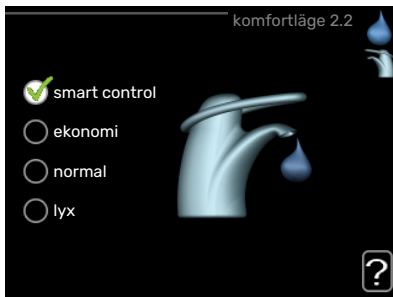 komfortläge 2.2
smart control
ekonomi
normal
lyx
?